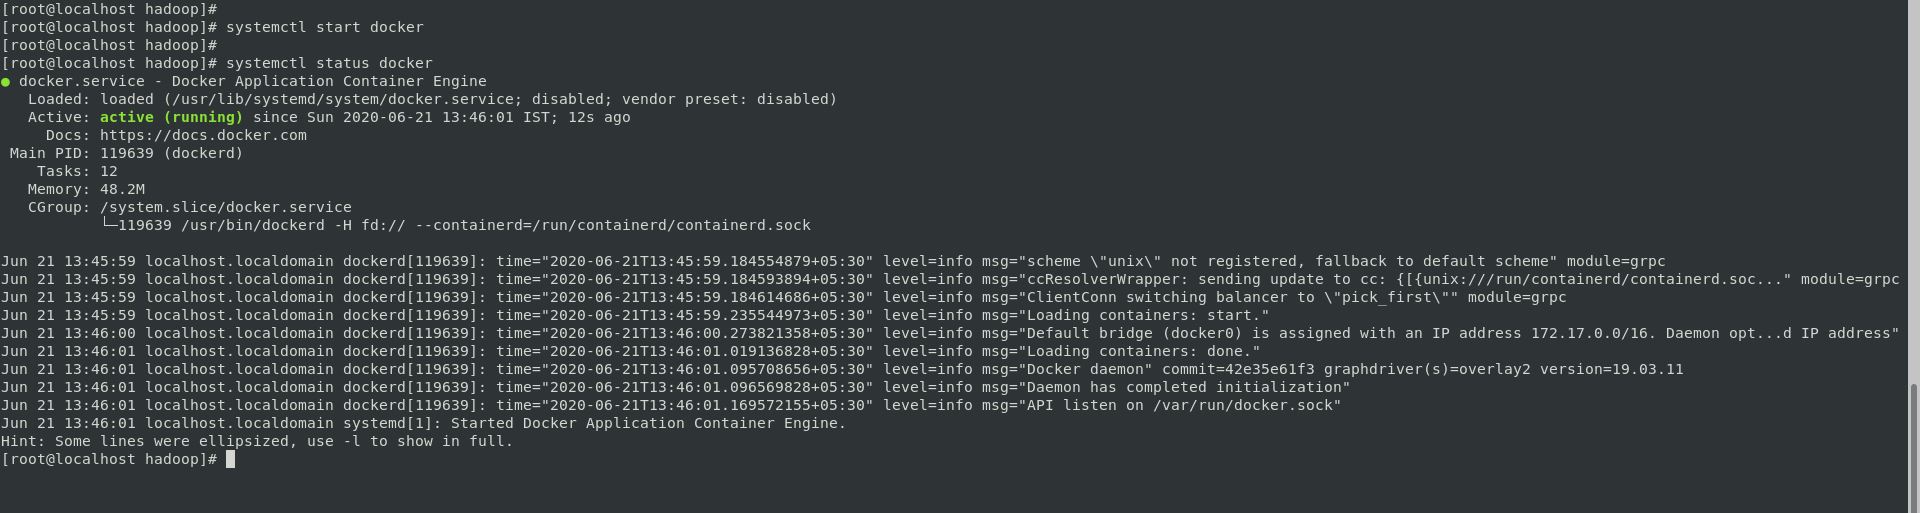 [root@localhost hadoop]#
[root@localhost hadoop]# systemctl start docker
[root@localhost hadoop]#
[root@localhost hadoop]# systemctl status docker
● docker.service - Docker Application Container Engine
   Loaded: loaded (/usr/lib/systemd/system/docker.service; disabled; vendor preset: disabled)
   Active: active (running) since Sun 2020-06-21 13:46:01 IST; 12s ago
     Docs: https://docs.docker.com
 Main PID: 119639 (dockerd)
    Tasks: 12
   Memory: 48.2M
   CGroup: /system.slice/docker.service
           └─119639 /usr/bin/dockerd -H fd:// --containerd=/run/containerd/containerd.sock

Jun 21 13:45:59 localhost.localdomain dockerd[119639]: time="2020-06-21T13:45:59.184554879+05:30" level=info msg="scheme \"unix\" not registered, fallback to default scheme" module=grpc
Jun 21 13:45:59 localhost.localdomain dockerd[119639]: time="2020-06-21T13:45:59.184593894+05:30" level=info msg="ccResolverWrapper: sending update to cc: {[{unix:///run/containerd/containerd.soc..." module=grpc
Jun 21 13:45:59 localhost.localdomain dockerd[119639]: time="2020-06-21T13:45:59.184614686+05:30" level=info msg="ClientConn switching balancer to \"pick_first\"" module=grpc
Jun 21 13:45:59 localhost.localdomain dockerd[119639]: time="2020-06-21T13:45:59.235544973+05:30" level=info msg="Loading containers: start."
Jun 21 13:46:00 localhost.localdomain dockerd[119639]: time="2020-06-21T13:46:00.273821358+05:30" level=info msg="Default bridge (docker0) is assigned with an IP address 172.17.0.0/16. Daemon opt...d IP address"
Jun 21 13:46:01 localhost.localdomain dockerd[119639]: time="2020-06-21T13:46:01.019136828+05:30" level=info msg="Loading containers: done."
Jun 21 13:46:01 localhost.localdomain dockerd[119639]: time="2020-06-21T13:46:01.095708656+05:30" level=info msg="Docker daemon" commit=42e35e61f3 graphdriver(s)=overlay2 version=19.03.11
Jun 21 13:46:01 localhost.localdomain dockerd[119639]: time="2020-06-21T13:46:01.096569828+05:30" level=info msg="Daemon has completed initialization"
Jun 21 13:46:01 localhost.localdomain dockerd[119639]: time="2020-06-21T13:46:01.169572155+05:30" level=info msg="API listen on /var/run/docker.sock"
Jun 21 13:46:01 localhost.localdomain systemd[1]: Started Docker Application Container Engine.
Hint: Some lines were ellipsized, use -l to show in full.
[root@localhost hadoop]#